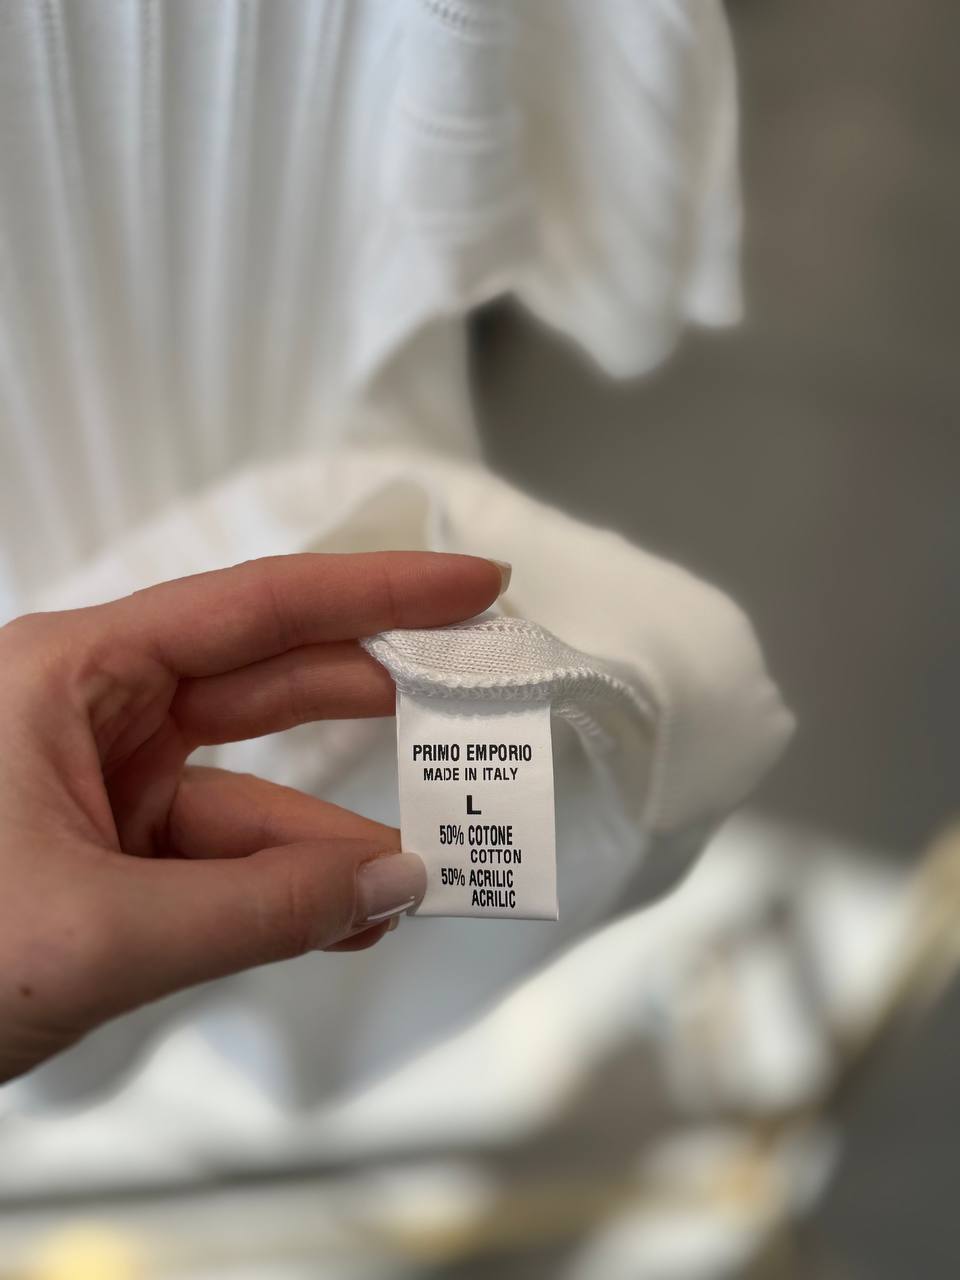 PRIMO EMPORIO
MADE IN ITALY
L
50% COTONE
COTTON
50% ACRILIC
ACRILIC